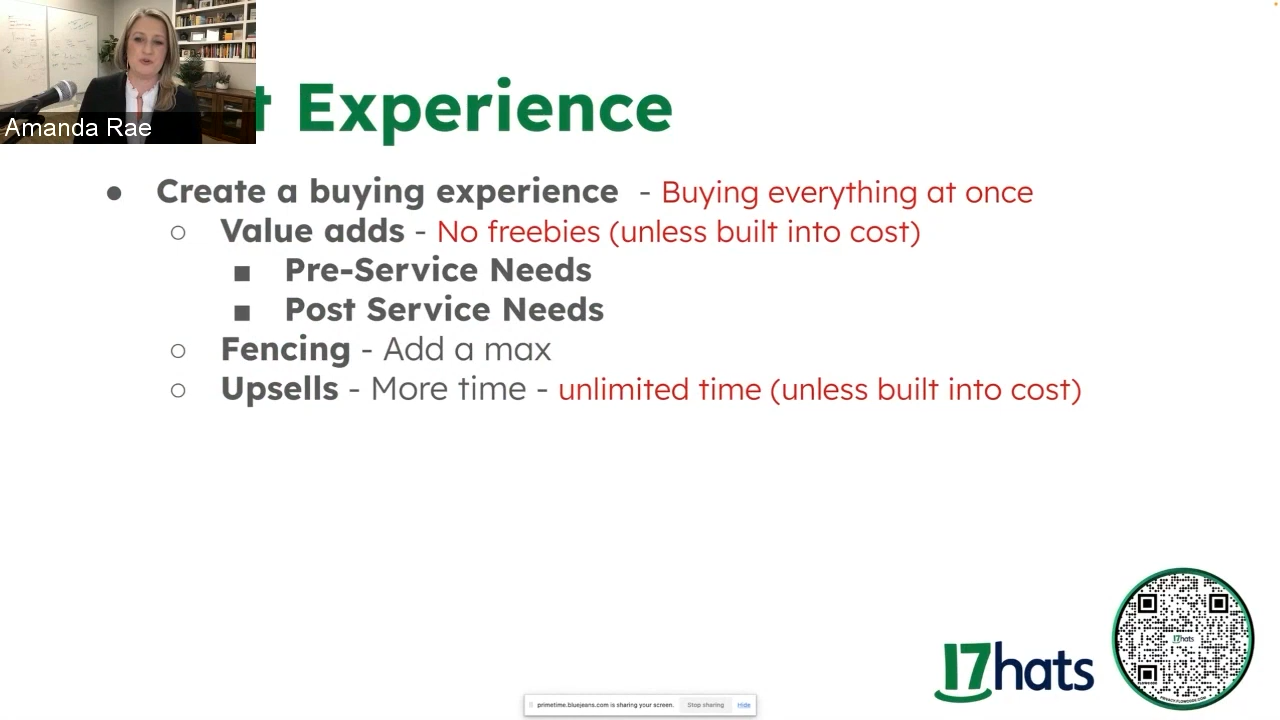 t Experience
Amanda Rae
● Create a buying experience - Buying everything at once
○ Value adds - No freebies (unless built into cost)
■ Pre-Service Needs
■ Post Service Needs
○ Fencing - Add a max
○ Upsells - More time - unlimited time (unless built into cost)
17hats
17hats
primetime.bluejeans.com is sharing your screen. Stop sharing Hide